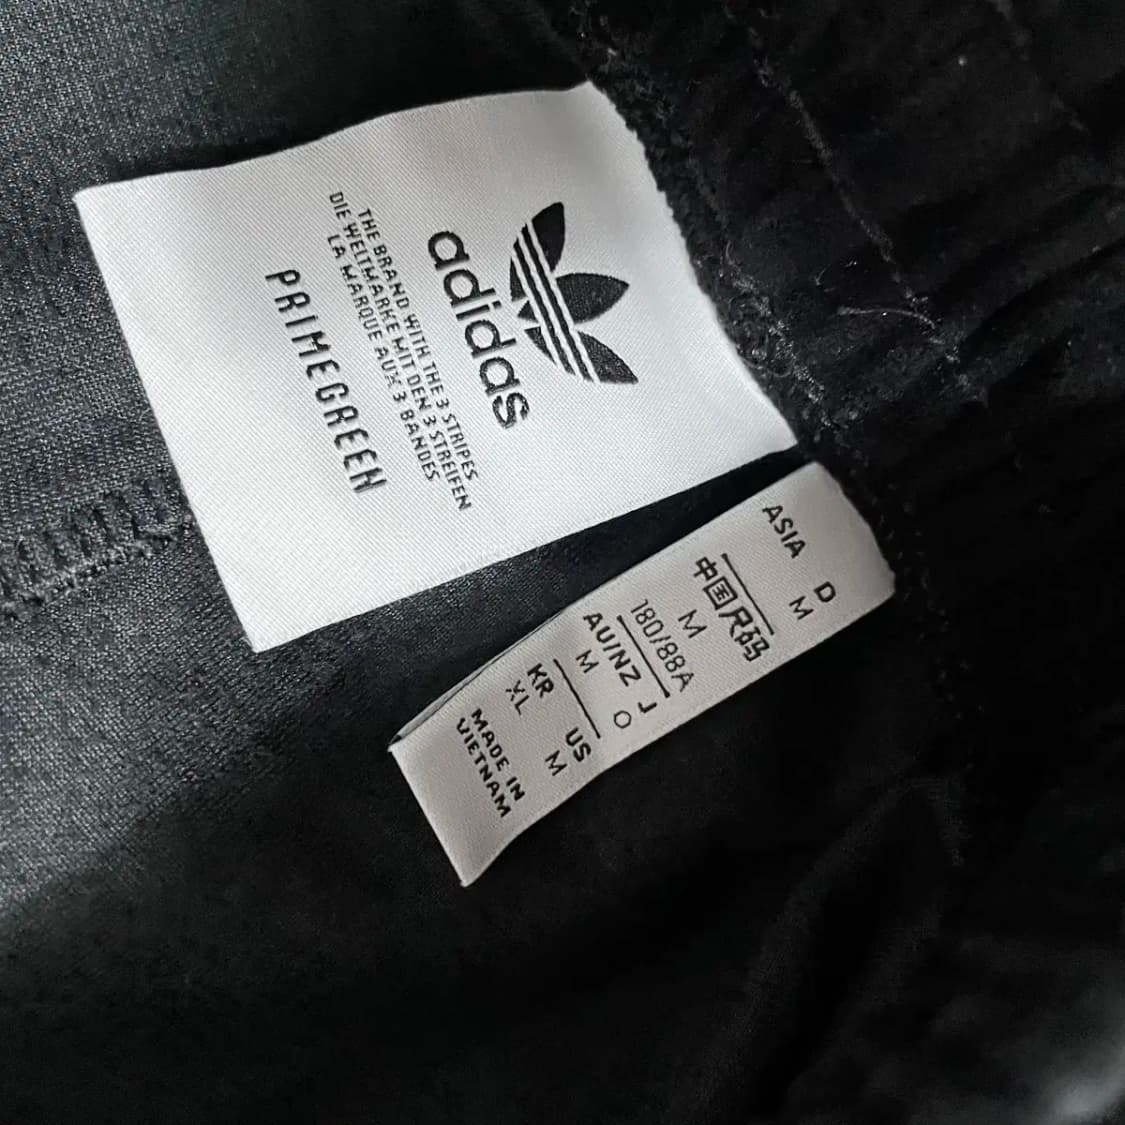 adidas
THE BRAND WITH THE 3 STRIPES
DIE WELTMARKE MIT DEN 3 STREIFEN
LA MARQUE AUX 3 BANDES
PRIMEGREEN
ASIA D
M
中国尺码
M
180/88A
AU/NZ J
M O
KR US
XL M
MADE IN
VIETNAM